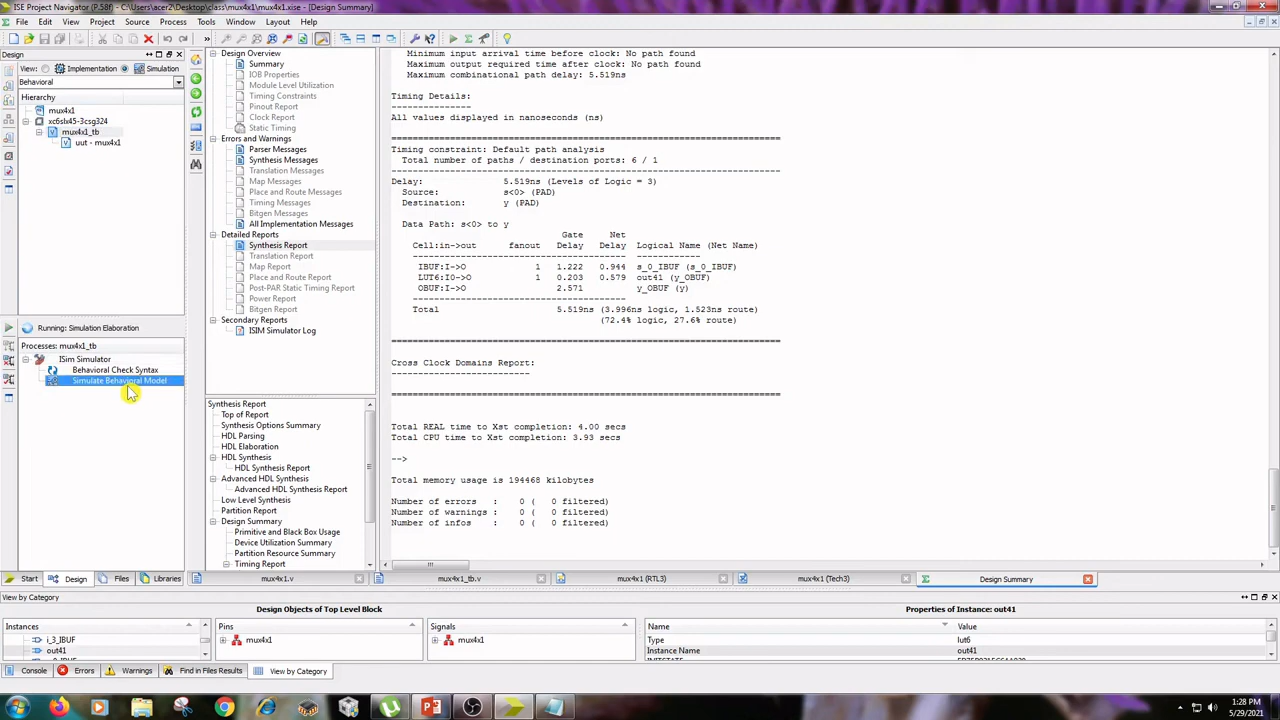 ISE Project Navigator (P.58f) - C:\Users\acer2\Desktop\class\mux4x1\mux4x1.xise - [Design Summary]
File Edit View Project Source Process Tools Window Layout Help
Design
View: Implementation Simulation
Behavioral
Hierarchy
mux4x1
xc6slx45-3csg324
mux4x1_tb
uut - mux4x1
Running: Simulation Elaboration
Processes: mux4x1_tb
ISim Simulator
Behavioral Check Syntax
Simulate Behavioral Model
Start Design Files Libraries
Design Overview
Summary
IOB Properties
Module Level Utilization
Timing Constraints
Pinout Report
Clock Report
Static Timing
Errors and Warnings
Parser Messages
Synthesis Messages
Translation Messages
Map Messages
Place and Route Messages
Timing Messages
Bitgen Messages
All Implementation Messages
Detailed Reports
Synthesis Report
Translation Report
Map Report
Place and Route Report
Post-PAR Static Timing Report
Power Report
Bitgen Report
Secondary Reports
ISIM Simulator Log
Synthesis Report
Top of Report
Synthesis Options Summary
HDL Parsing
HDL Elaboration
HDL Synthesis
HDL Synthesis Report
Advanced HDL Synthesis
Advanced HDL Synthesis Report
Low Level Synthesis
Partition Report
Design Summary
Primitive and Black Box Usage
Device Utilization Summary
Partition Resource Summary
Timing Report
Minimum input arrival time before clock: No path found
Maximum output required time after clock: No path found
Maximum combinational path delay: 5.519ns
Timing Details:
---------------
All values displayed in nanoseconds (ns)
=========================================================================
Timing constraint: Default path analysis
Total number of paths / destination ports: 6 / 1
-------------------------------------------------------------------------
Delay: 5.519ns (Levels of Logic = 3)
Source: s<0> (PAD)
Destination: y (PAD)
Data Path: s<0> to y
Gate Net
Cell:in->out fanout Delay Delay Logical Name (Net Name)
---------------------------------------- ------------
IBUF:I->O 1 1.222 0.944 s_0_IBUF (s_0_IBUF)
LUT6:I0->O 1 0.203 0.579 out41 (y_OBUF)
OBUF:I->O 2.571 y_OBUF (y)
----------------------------------------
Total 5.519ns (3.996ns logic, 1.523ns route)
(72.4% logic, 27.6% route)
=========================================================================
Cross Clock Domains Report:
--------------------------
=========================================================================
Total REAL time to Xst completion: 4.00 secs
Total CPU time to Xst completion: 3.93 secs
-->
Total memory usage is 194468 kilobytes
Number of errors : 0 ( 0 filtered)
Number of warnings : 0 ( 0 filtered)
Number of infos : 0 ( 0 filtered)
mux4x1.v mux4x1_tb.v mux4x1 (RTL3) mux4x1 (Tech3) Design Summary
View by Category
Design Objects of Top Level Block Properties of Instance: out41
Instances Pins Signals Name Value
i_3_IBUF mux4x1 mux4x1 Type lut6
out41 Instance Name out41
Console Errors Warnings Find in Files Results View by Category
1:28 PM
5/29/2021